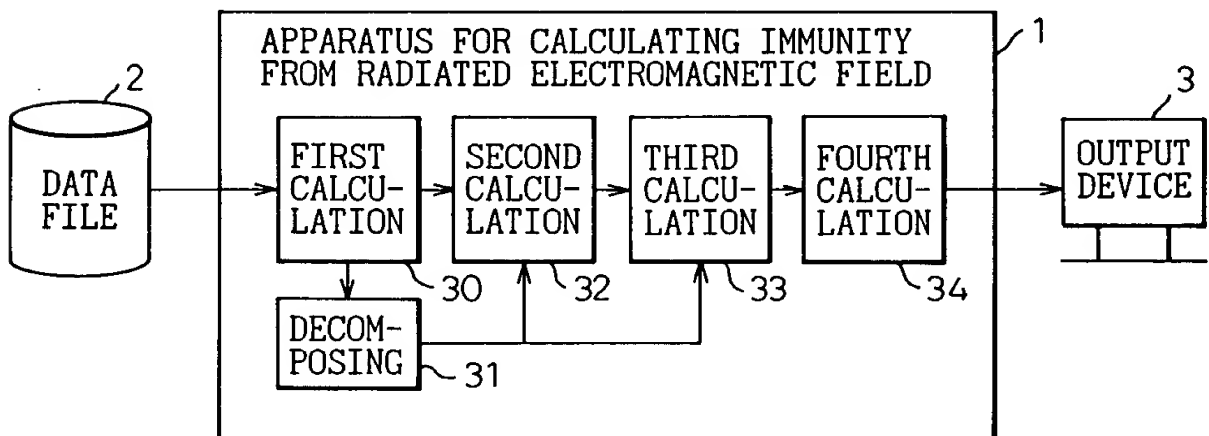 APPARATUS FOR CALCULATING IMMUNITY
FROM RADIATED ELECTROMAGNETIC FIELD
1
2
DATA
FILE
FIRST
CALCU-
LATION
30
SECOND
CALCU-
LATION
32
THIRD
CALCU-
LATION
33
FOURTH
CALCU-
LATION
34
3
OUTPUT
DEVICE
DECOM-
POSING
31